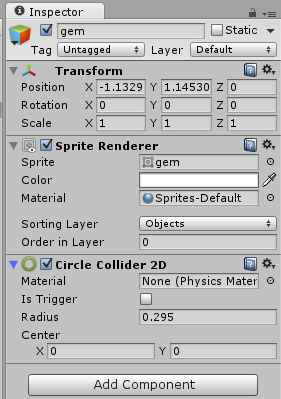 Inspector
gem Static
Tag Untagged Layer Default
Transform
Position X -1.1329 Y 1.14530 Z 0
Rotation X 0 Y 0 Z 0
Scale X 1 Y 1 Z 1
Sprite Renderer
Sprite gem
Color
Material Sprites-Default
Sorting Layer Objects
Order in Layer 0
Circle Collider 2D
Material None (Physics Mater
Is Trigger
Radius 0.295
Center
X 0 Y 0
Add Component